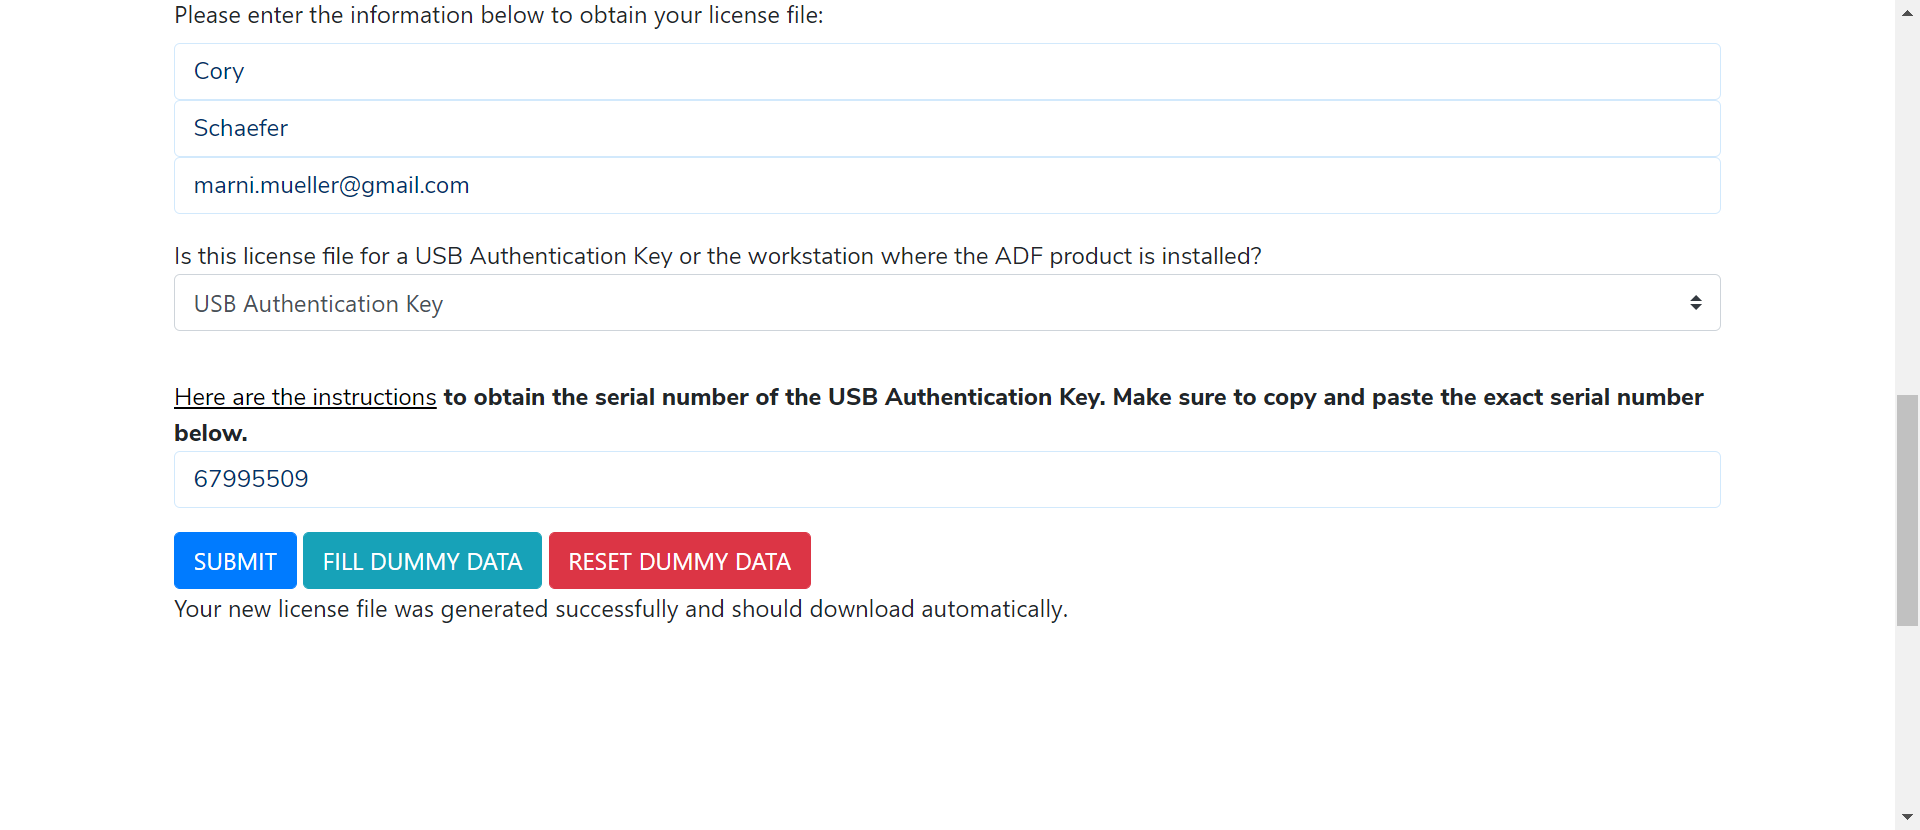 Please enter the information below to obtain your license file:
Cory
Schaefer
marni.mueller@gmail.com
Is this license file for a USB Authentication Key or the workstation where the ADF product is installed?
USB Authentication Key
Here are the instructions to obtain the serial number of the USB Authentication Key. Make sure to copy and paste the exact serial number
below.
67995509
SUBMIT FILL DUMMY DATA RESET DUMMY DATA
Your new license file was generated successfully and should download automatically.